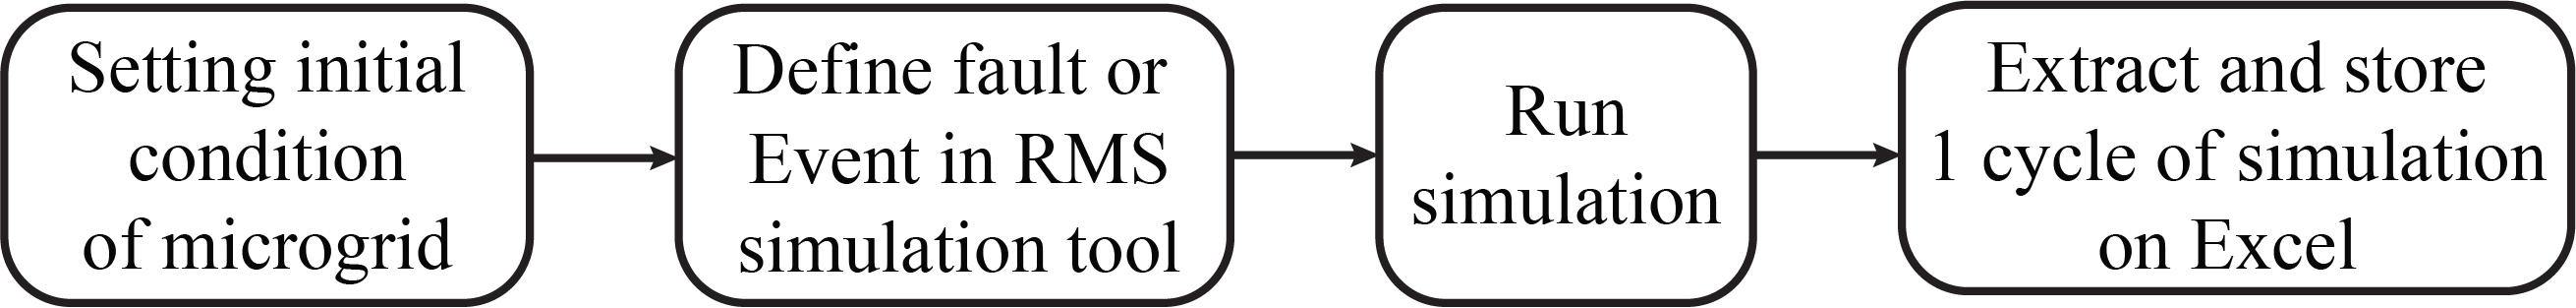 Setting initial
condition
of microgrid
Define fault or
Event in RMS
simulation tool
Run
simulation
Extract and store
1 cycle of simulation
on Excel